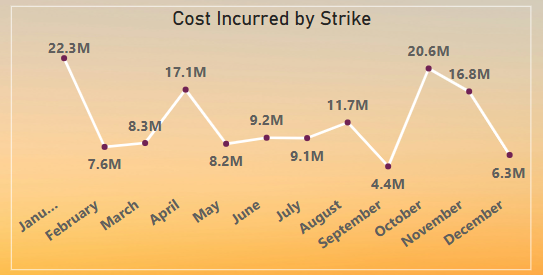 Cost Incurred by Strike
22.3M
7.6M
8.3M
17.1M
8.2M
9.2M
9.1M
11.7M
4.4M
20.6M
16.8M
6.3M
Janu...
February
March
April
May
June
July
August
September
October
November
December